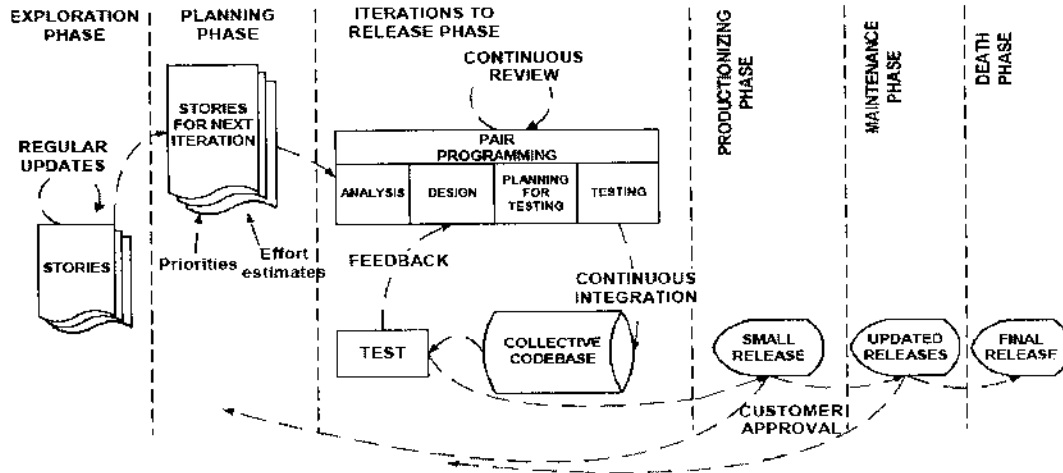 EXPLORATION
PHASE
PLANNING
PHASE
ITERATIONS TO
RELEASE PHASE
PRODUCTIONIZING
PHASE
MAINTENANCE
PHASE
DEATH
PHASE
REGULAR
UPDATES
STORIES
STORIES
FOR NEXT
ITERATION
Priorities
Effort
estimates
CONTINUOUS
REVIEW
PAIR
PROGRAMMING
ANALYSIS
DESIGN
PLANNING
FOR
TESTING
TESTING
FEEDBACK
CONTINUOUS
INTEGRATION
TEST
COLLECTIVE
CODEBASE
SMALL
RELEASE
UPDATED
RELEASES
FINAL
RELEASE
CUSTOMER
APPROVAL